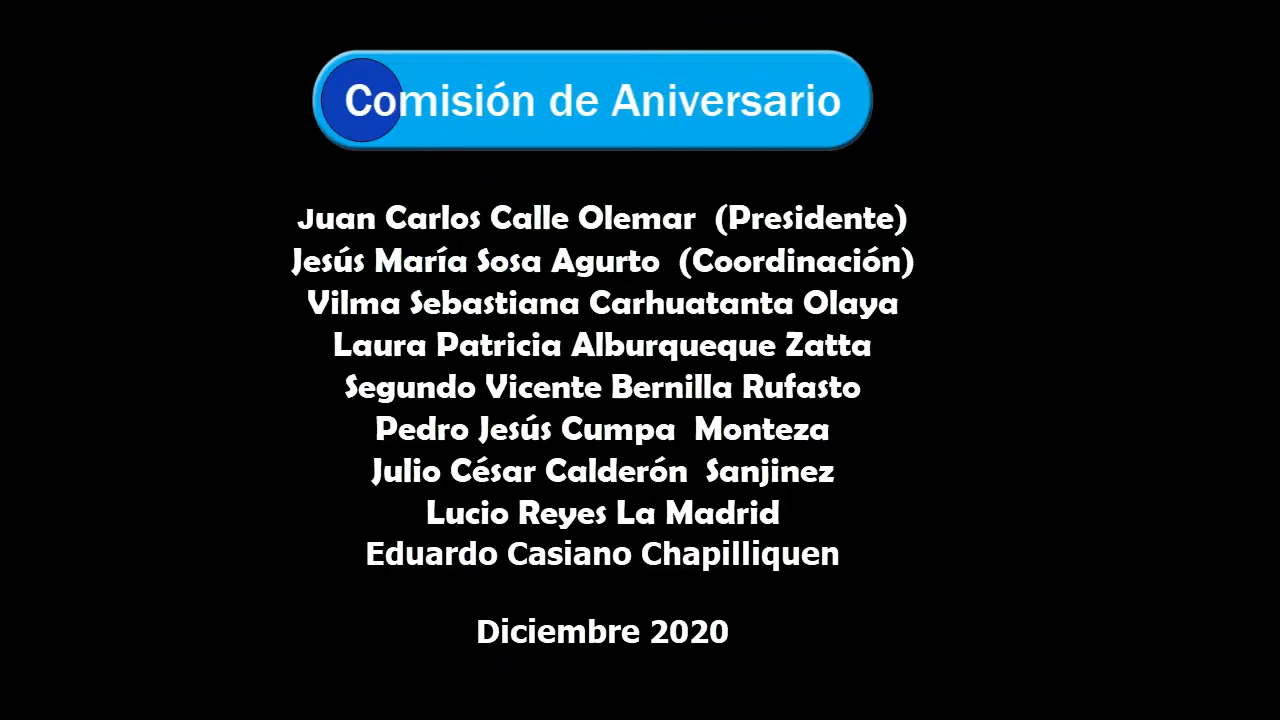 Comisión de Aniversario
Juan Carlos Calle Olemar (Presidente)
Jesús María Sosa Agurto (Coordinación)
Vilma Sebastiana Carhuatanta Olaya
Laura Patricia Alburqueque Zatta
Segundo Vicente Bernilla Rufasto
Pedro Jesús Cumpa Monteza
Julio César Calderón Sanjinez
Lucio Reyes La Madrid
Eduardo Casiano Chapilliquen
Diciembre 2020